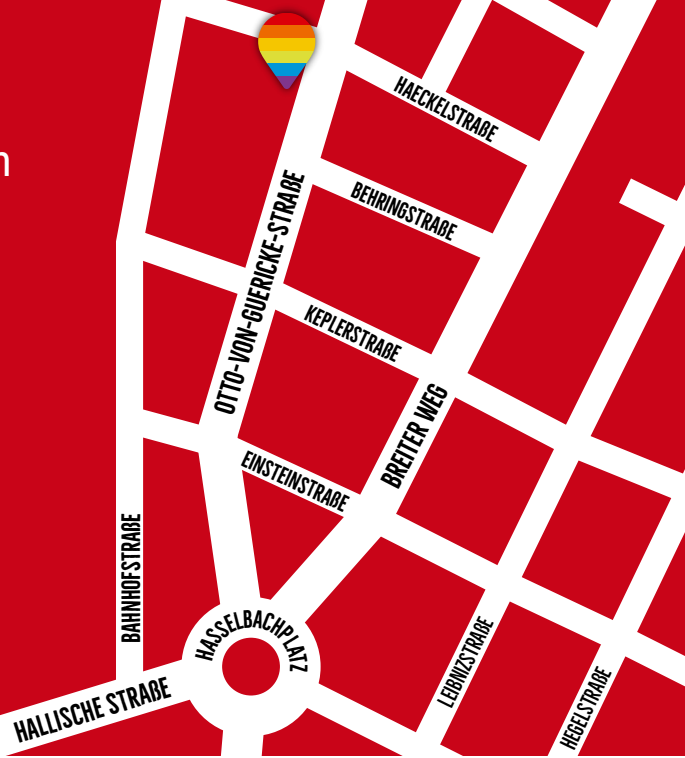 HAECKELSTRAßE
n
BEHRINGSTRAßE
OTTO-VON-GUERICKE-STRAßE
KEPLERSTRAßE
BREITER WEG
EINSTEINSTRAßE
BAHNHOFSTRAßE
HASSELBACHPLATZ
LEIBNIZSTRAßE
HEGELSTRAßE
HALLISCHE STRAßE